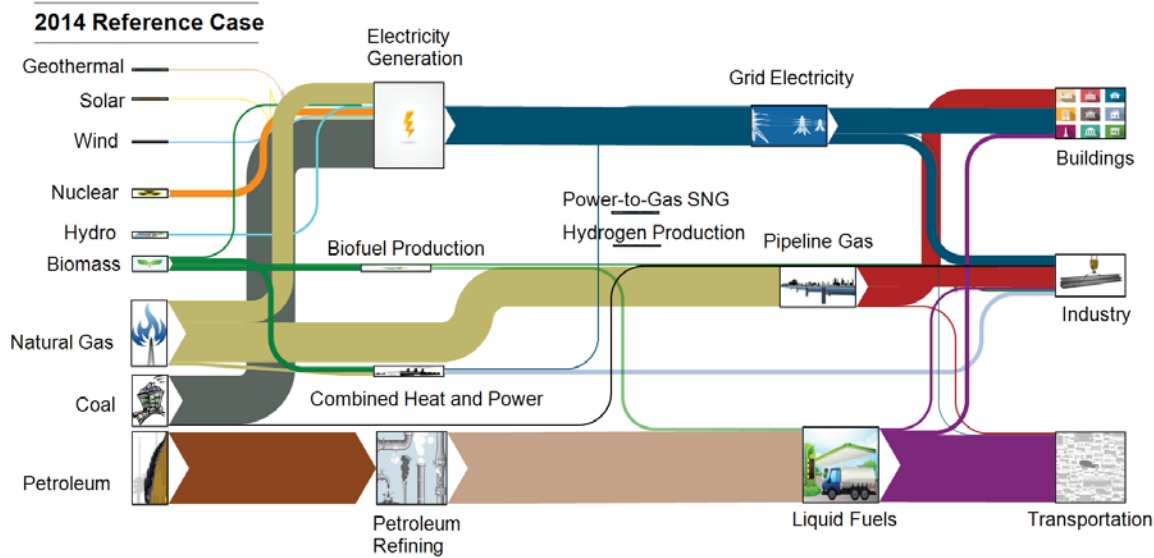 2014 Reference Case
Electricity
Generation
Geothermal
Grid Electricity
Solar
Wind
Buildings
Nuclear
Power-to-Gas SNG
Hydro
Hydrogen Production
Pipeline Gas
Biofuel Production
Biomass
Industry
Natural Gas
Combined Heat and Power
Coal
Petroleum
Petroleum
Refining
Liquid Fuels
Transportation